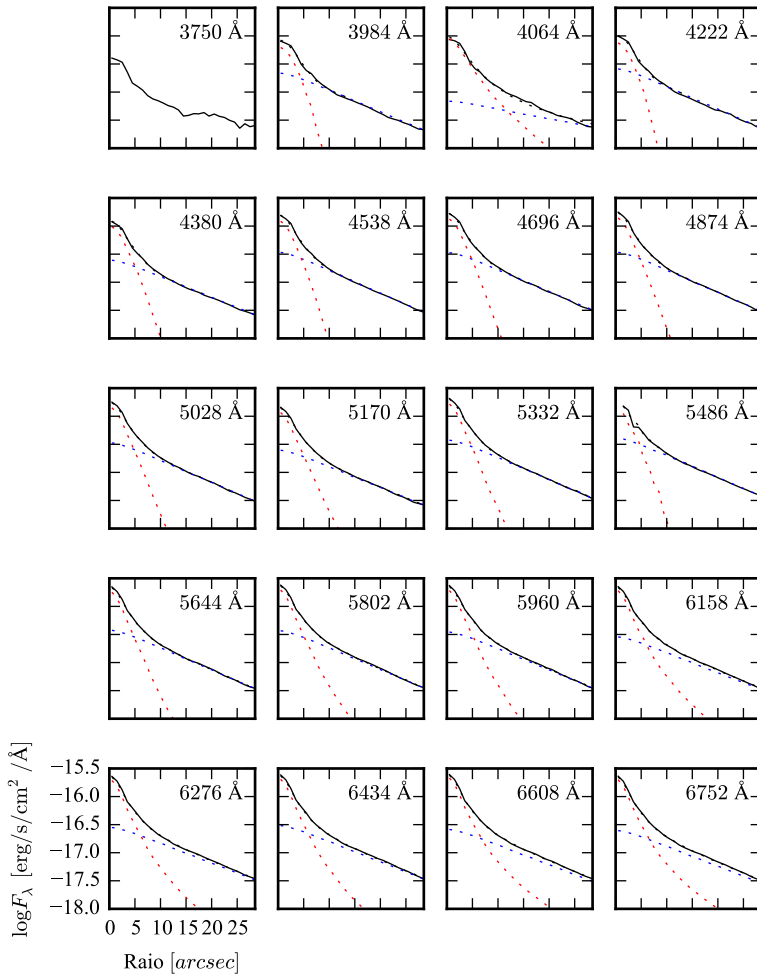 3750 Å
3984 Å
4064 Å
4222 Å
4380 Å
4538 Å
4696 Å
4874 Å
5028 Å
5170 Å
5332 Å
5486 Å
5644 Å
5802 Å
5960 Å
6158 Å
6276 Å
6434 Å
6608 Å
6752 Å
−15.5
−16.0
−16.5
−17.0
−17.5
−18.0
logF_λ [erg/s/cm² /Å]
0 5 10 15 20 25
Raio [arcsec]